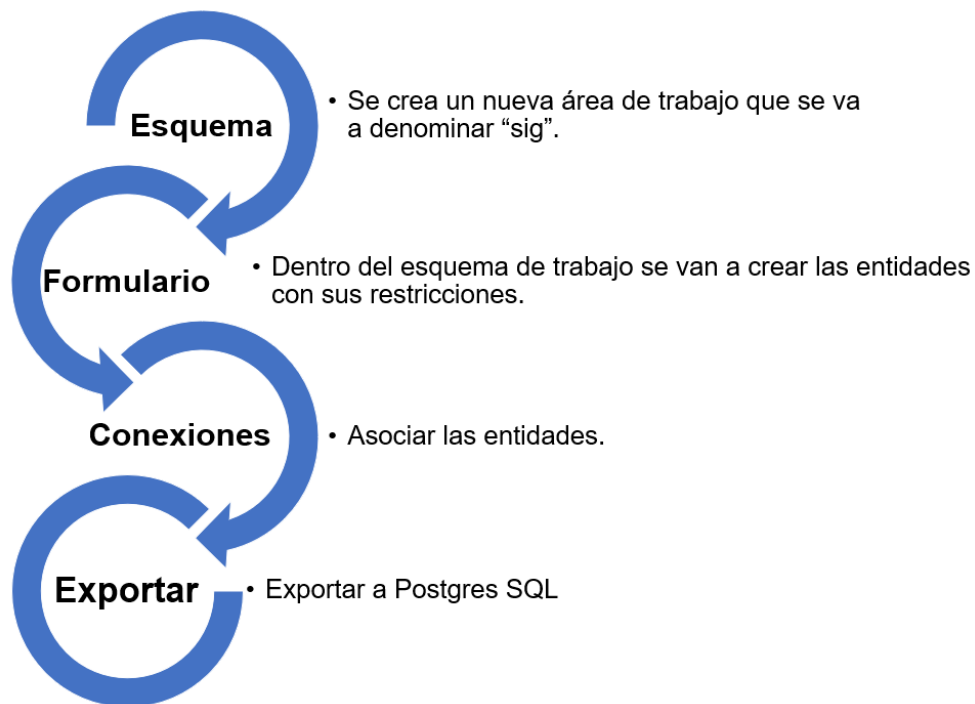 Esquema
• Se crea un nueva área de trabajo que se va
a denominar “sig”.
Formulario
• Dentro del esquema de trabajo se van a crear las entidades
con sus restricciones.
Conexiones
• Asociar las entidades.
Exportar
• Exportar a Postgres SQL